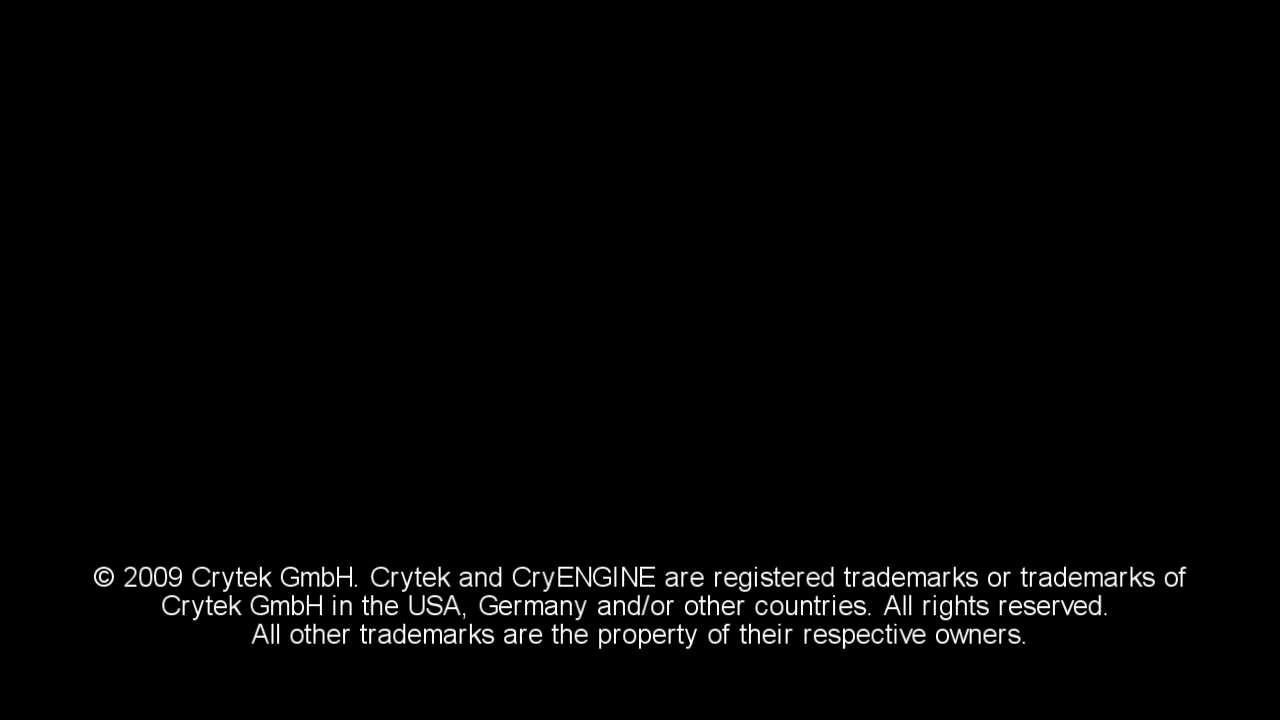 © 2009 Crytek GmbH. Crytek and CryENGINE are registered trademarks or trademarks of
Crytek GmbH in the USA, Germany and/or other countries. All rights reserved.
All other trademarks are the property of their respective owners.